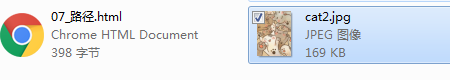 07_路径.html
Chrome HTML Document
398 字节
cat2.jpg
JPEG 图像
169 KB